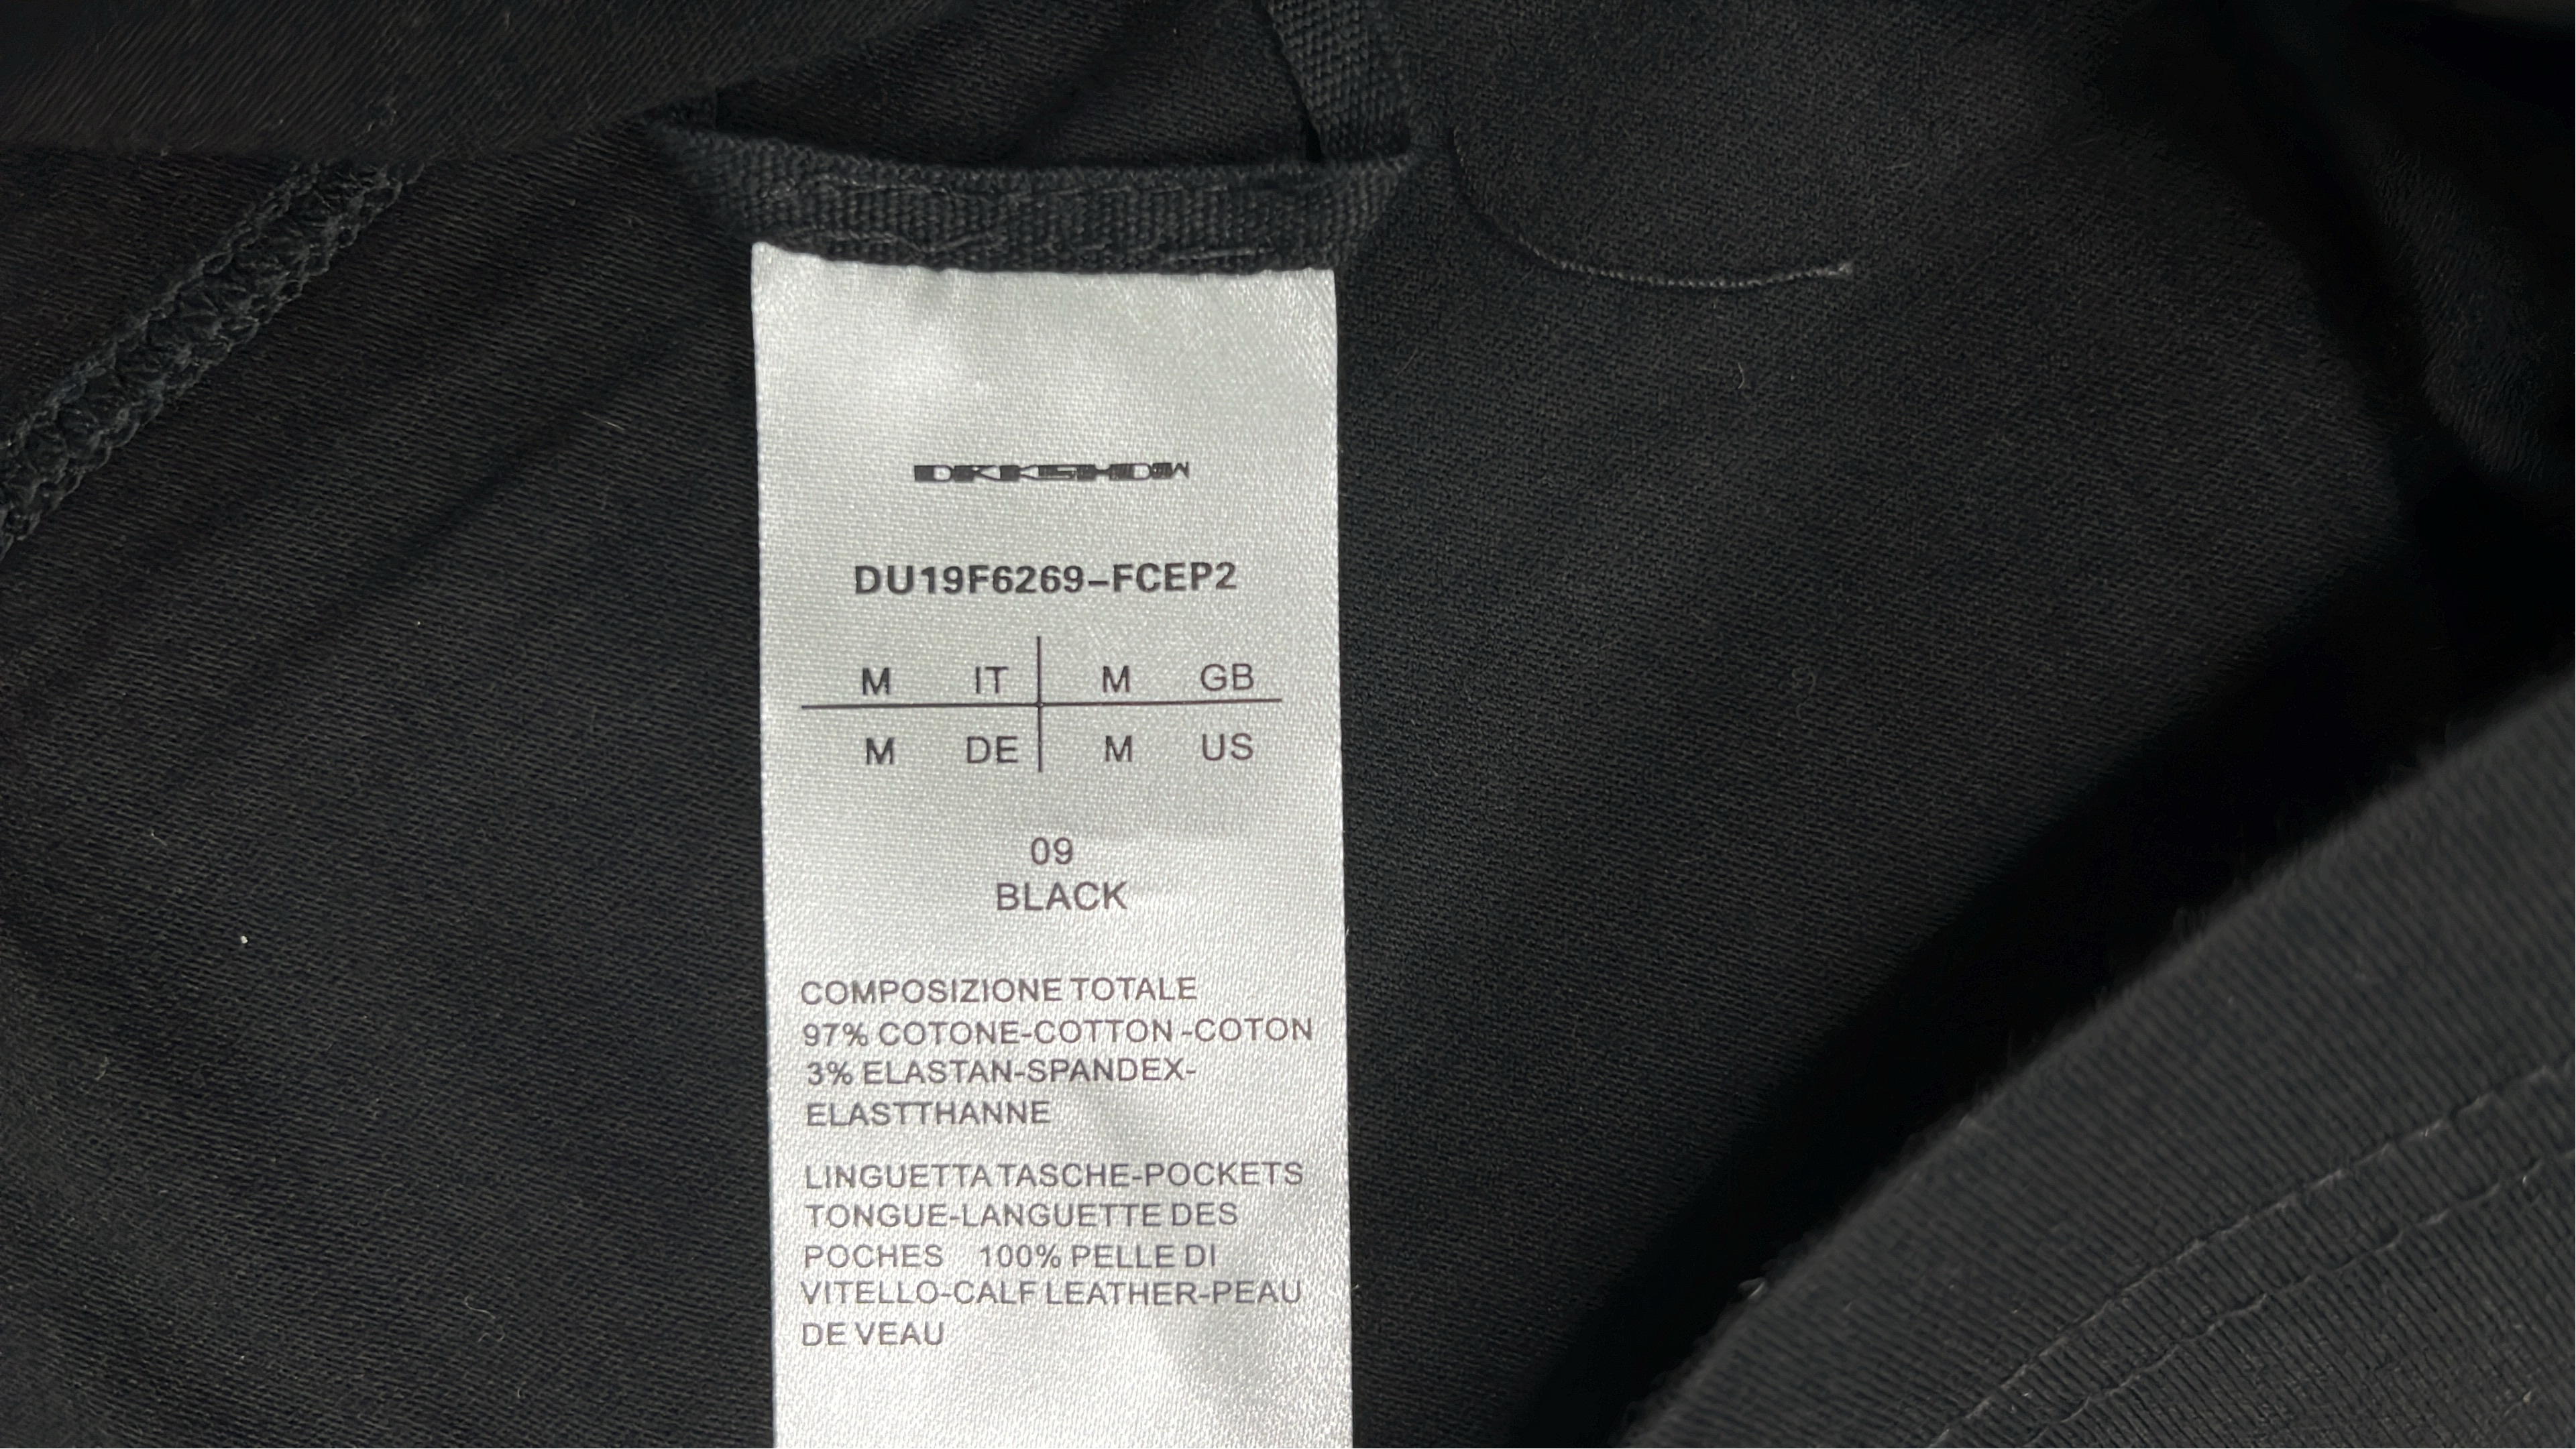 DRKSHDW
DU19F6269-FCEP2
M IT M GB
M DE M US
09
BLACK
COMPOSIZIONE TOTALE
97% COTONE-COTTON -COTON
3% ELASTAN-SPANDEX-
ELASTTHANNE
LINGUETTA TASCHE-POCKETS
TONGUE-LANGUETTE DES
POCHES 100% PELLE DI
VITELLO-CALF LEATHER-PEAU
DE VEAU